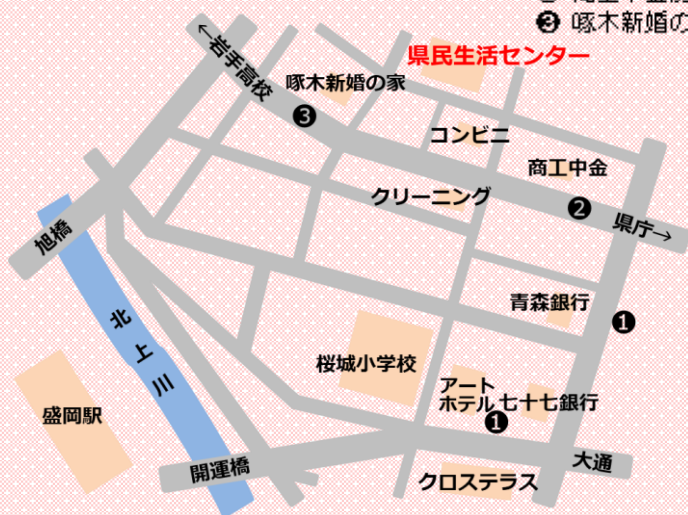 ❸ 啄木新婚の
←岩手高校
県民生活センター
啄木新婚の家
❸
コンビニ
商工中金
クリーニング
❷
県庁→
旭橋
青森銀行
❶
北上川
桜城小学校
アート
ホテル
七十七銀行
❶
盛岡駅
大通
開運橋
クロステラス